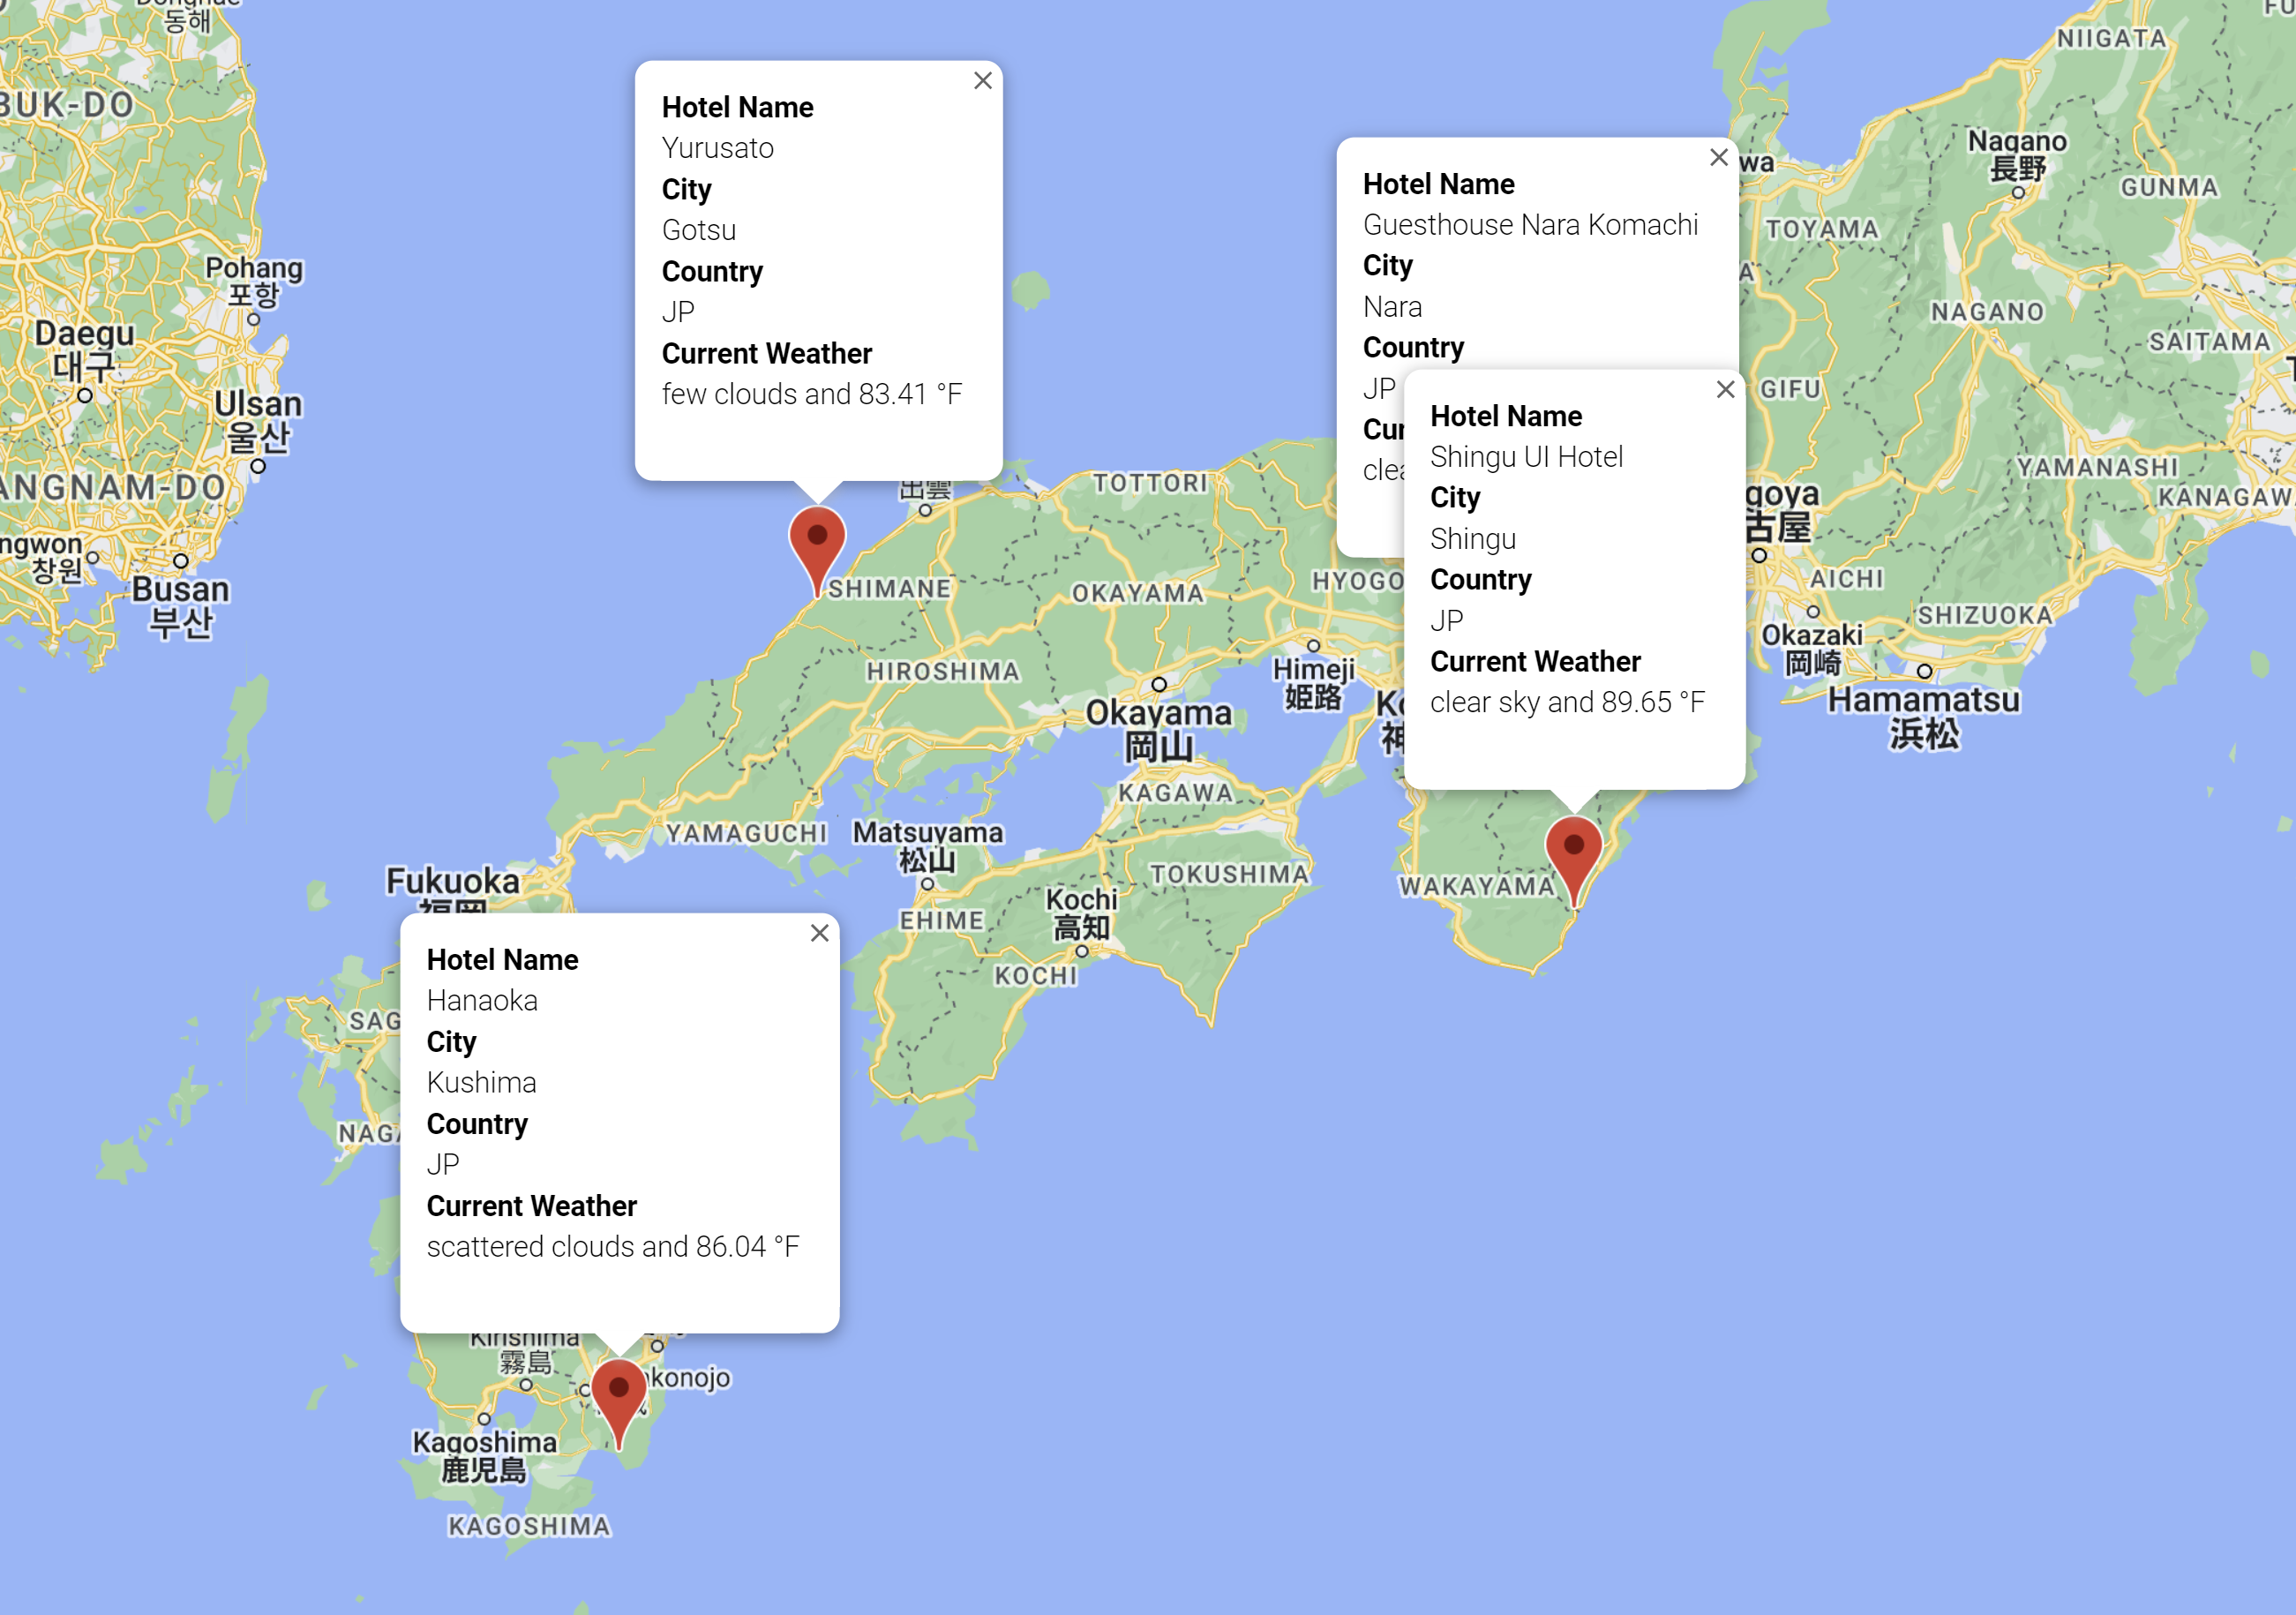 동해
BUK-DO
NIIGATA
Hotel Name
Yurusato
City
Gotsu
Country
JP
Current Weather
few clouds and 83.41 °F
Hotel Name
Guesthouse Nara Komachi
City
Nara
Country
JP
Hotel Name
Shingu UI Hotel
City
Shingu
Country
JP
Current Weather
clear sky and 89.65 °F
Nagano
長野
GUNMA
TOYAMA
NAGANO
SAITAMA
GIFU
YAMANASHI
KANAGAW
goya
古屋
AICHI
SHIZUOKA
Okazaki
岡崎
Hamamatsu
浜松
Pohang
포항
Daegu
대구
Ulsan
울산
ANGNAM-DO
ngwon
창원
Busan
부산
出雲
TOTTORI
SHIMANE
OKAYAMA
HYOGO
HIROSHIMA
Himeji
姫路
Okayama
岡山
KAGAWA
YAMAGUCHI
Matsuyama
松山
TOKUSHIMA
WAKAYAMA
Fukuoka
福岡
EHIME
Kochi
高知
KOCHI
SAG
NAGA
Hotel Name
Hanaoka
City
Kushima
Country
JP
Current Weather
scattered clouds and 86.04 °F
Kirishima
霧島
konojo
Kagoshima
鹿児島
KAGOSHIMA